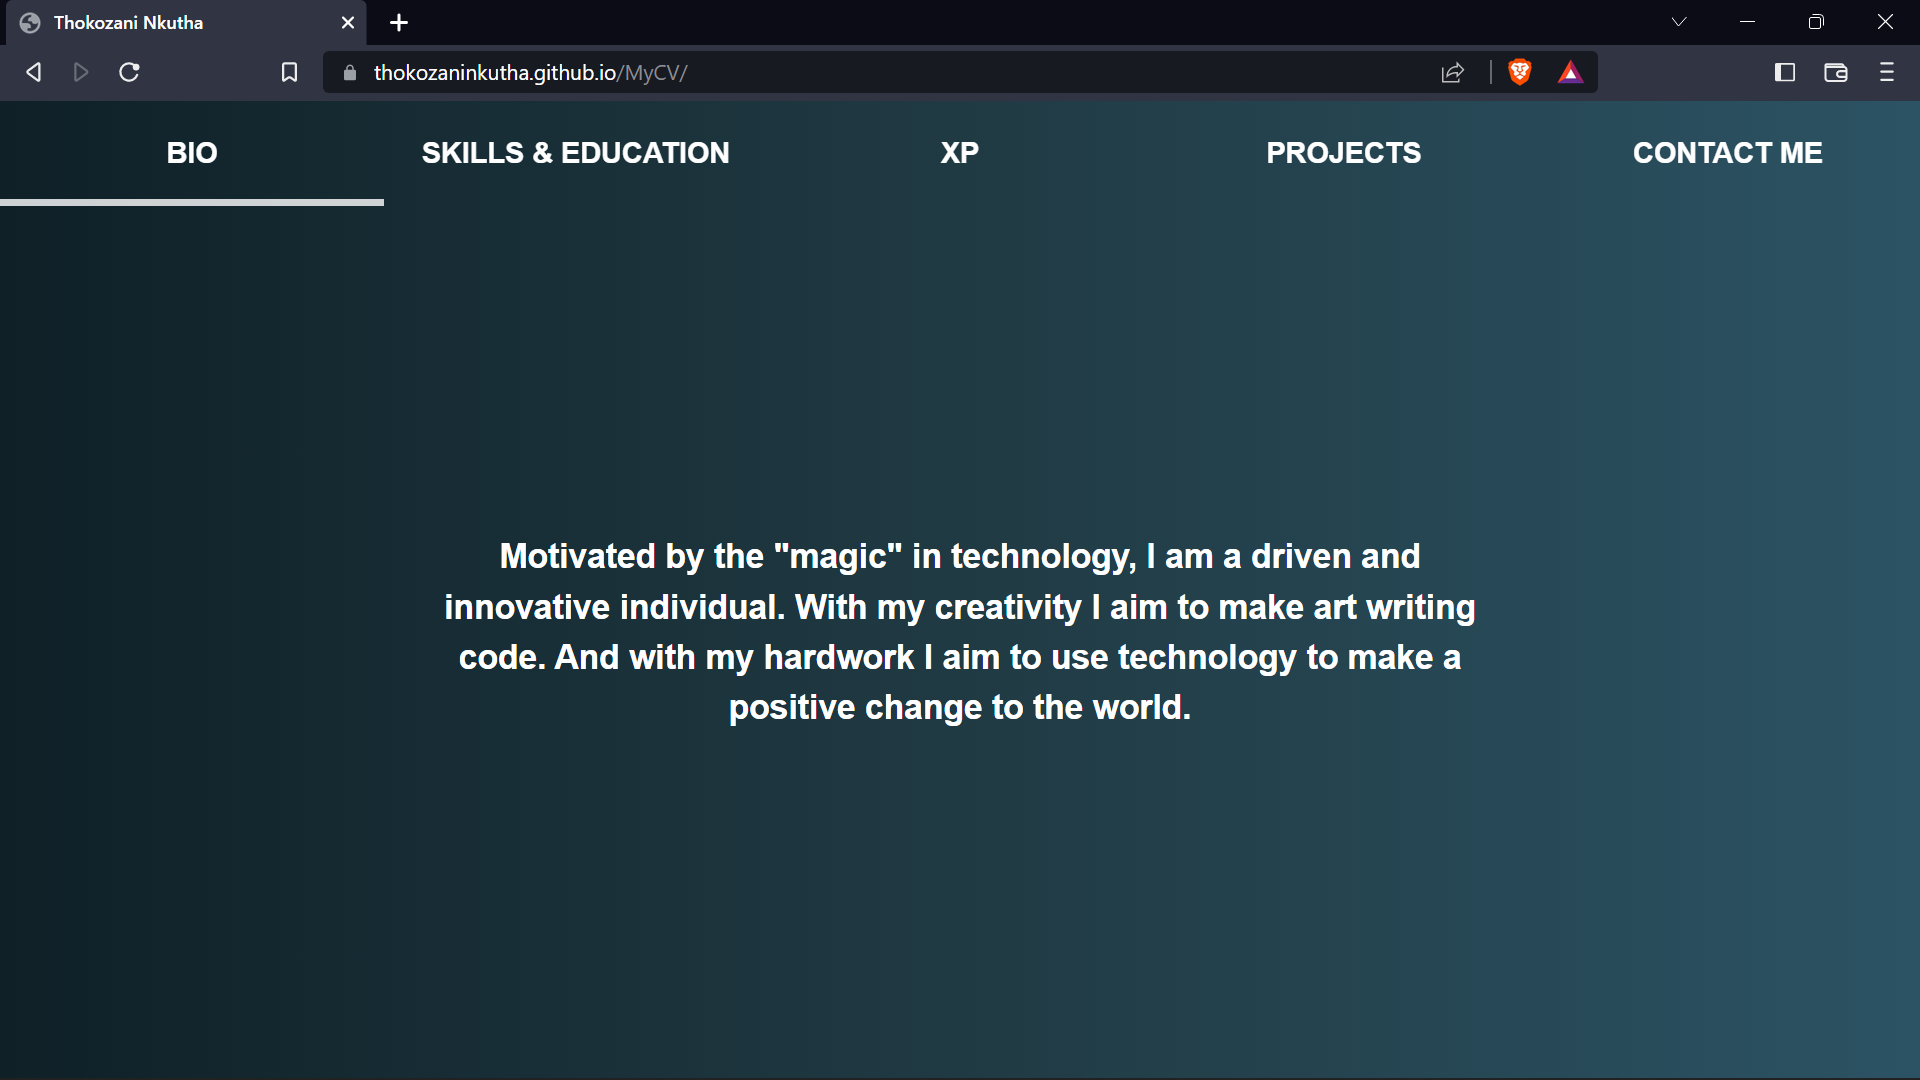 Thokozani Nkutha
thokozaninkutha.github.io/MyCV/
BIO
SKILLS & EDUCATION
XP
PROJECTS
CONTACT ME
Motivated by the "magic" in technology, I am a driven and
innovative individual. With my creativity I aim to make art writing
code. And with my hardwork I aim to use technology to make a
positive change to the world.